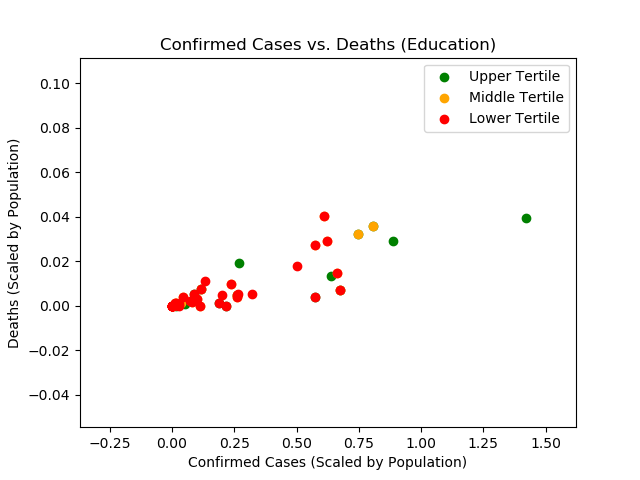 Confirmed Cases vs. Deaths (Education)
Upper Tertile
Middle Tertile
Lower Tertile
0.10
0.08
0.06
0.04
0.02
0.00
−0.02
−0.04
Deaths (Scaled by Population)
−0.25
0.00
0.25
0.50
0.75
1.00
1.25
1.50
Confirmed Cases (Scaled by Population)